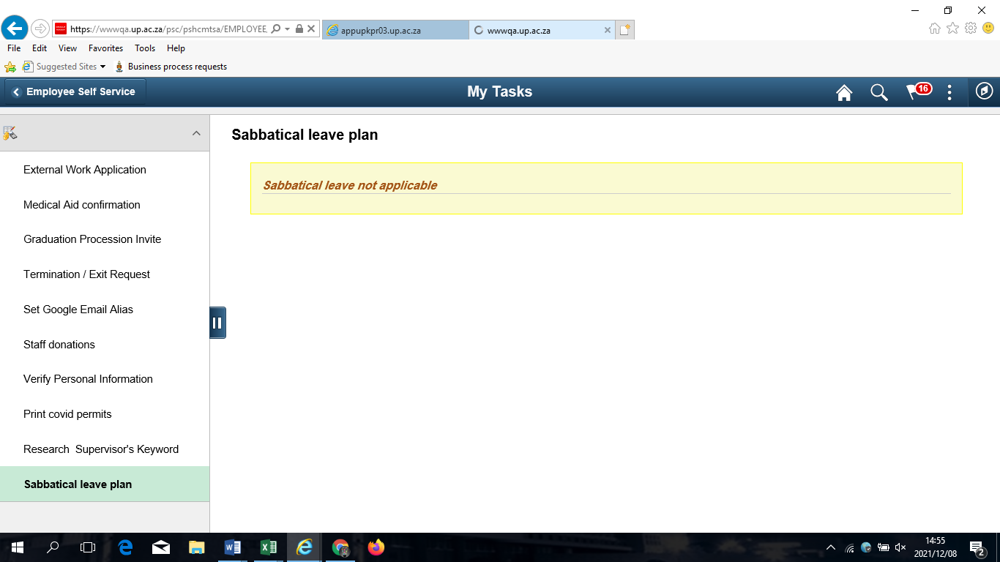 https://wwwqa.up.ac.za/psc/pshcmtsa/EMPLOYEE,
appupkpr03.up.ac.za
wwwqa.up.ac.za
File Edit View Favorites Tools Help
Suggested Sites
Business process requests
Employee Self Service
My Tasks
16
Sabbatical leave plan
Sabbatical leave not applicable
External Work Application
Medical Aid confirmation
Graduation Procession Invite
Termination / Exit Request
Set Google Email Alias
Staff donations
Verify Personal Information
Print covid permits
Research  Supervisor's Keyword
Sabbatical leave plan
14:55
2021/12/08
2